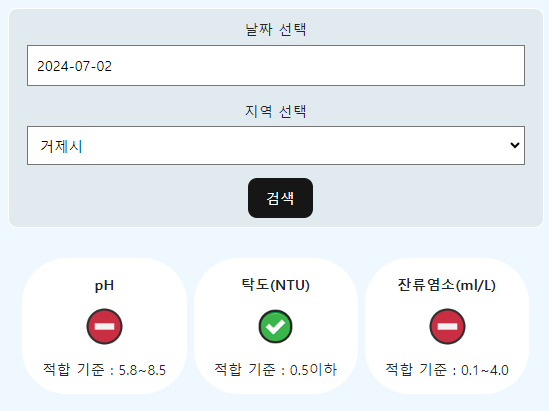 날짜 선택
2024-07-02
지역 선택
거제시
검색
pH
탁도(NTU)
잔류염소(ml/L)
적합 기준 : 5.8~8.5
적합 기준 : 0.5이하
적합 기준 : 0.1~4.0